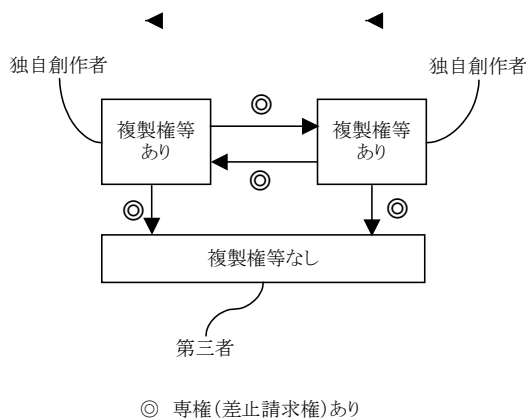 独自創作者
独自創作者
複製権等
あり
複製権等
あり
◎
◎
◎
◎
複製権等なし
第三者
◎ 専権(差止請求権)あり